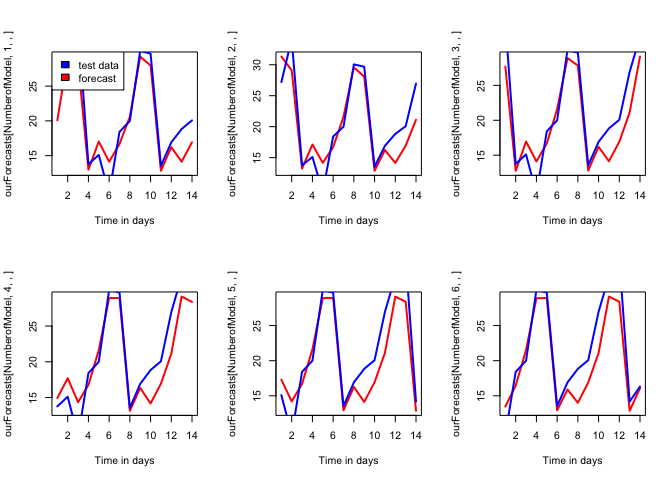 ourForecasts[NumberofModel, 1, , ]
25
20
15
test data
forecast
2 4 6 8 10 12 14
Time in days
ourForecasts[NumberofModel, 2, , ]
30
25
20
15
2 4 6 8 10 12 14
Time in days
ourForecasts[NumberofModel, 3, , ]
25
20
15
2 4 6 8 10 12 14
Time in days
ourForecasts[NumberofModel, 4, , ]
25
20
15
2 4 6 8 10 12 14
Time in days
ourForecasts[NumberofModel, 5, , ]
25
20
15
2 4 6 8 10 12 14
Time in days
ourForecasts[NumberofModel, 6, , ]
25
20
15
2 4 6 8 10 12 14
Time in days